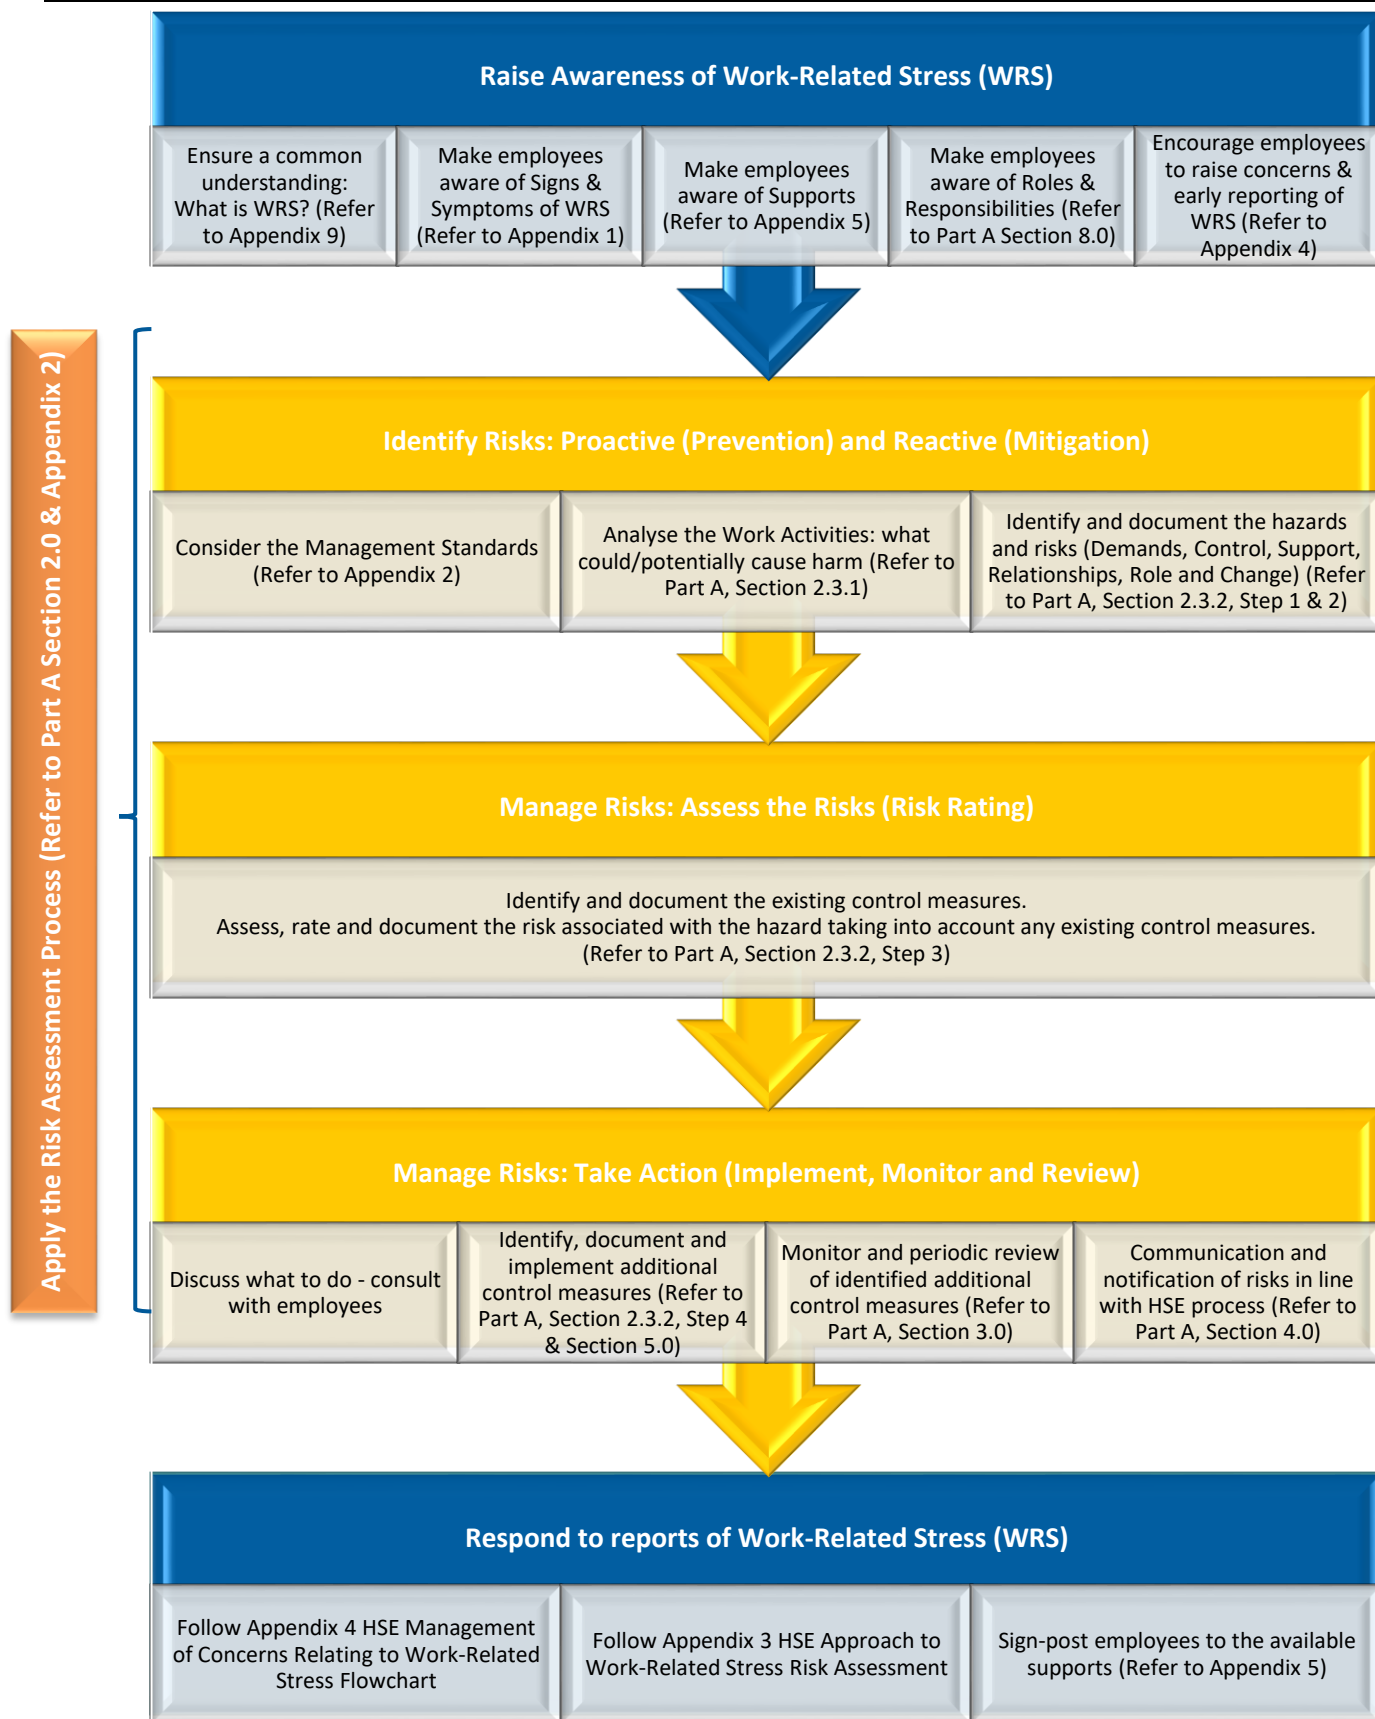 Raise Awareness of Work-Related Stress (WRS)
Ensure a common
understanding:
What is WRS? (Refer
to Appendix 9)
Make employees
aware of Signs &
Symptoms of WRS
(Refer to Appendix 1)
Make employees
aware of Supports
(Refer to Appendix 5)
Make employees
aware of Roles &
Responsibilities (Refer
to Part A Section 8.0)
Encourage employees
to raise concerns &
early reporting of
WRS (Refer to
Appendix 4)
Apply the Risk Assessment Process (Refer to Part A Section 2.0 & Appendix 2)
Identify Risks: Proactive (Prevention) and Reactive (Mitigation)
Consider the Management Standards
(Refer to Appendix 2)
Analyse the Work Activities: what
could/potentially cause harm (Refer to
Part A, Section 2.3.1)
Identify and document the hazards
and risks (Demands, Control, Support,
Relationships, Role and Change) (Refer
to Part A, Section 2.3.2, Step 1 & 2)
Manage Risks: Assess the Risks (Risk Rating)
Identify and document the existing control measures.
Assess, rate and document the risk associated with the hazard taking into account any existing control measures.
(Refer to Part A, Section 2.3.2, Step 3)
Manage Risks: Take Action (Implement, Monitor and Review)
Discuss what to do - consult
with employees
Identify, document and
implement additional
control measures (Refer to
Part A, Section 2.3.2, Step 4
& Section 5.0)
Monitor and periodic review
of identified additional
control measures (Refer to
Part A, Section 3.0)
Communication and
notification of risks in line
with HSE process (Refer to
Part A, Section 4.0)
Respond to reports of Work-Related Stress (WRS)
Follow Appendix 4 HSE Management
of Concerns Relating to Work-Related
Stress Flowchart
Follow Appendix 3 HSE Approach to
Work-Related Stress Risk Assessment
Sign-post employees to the available
supports (Refer to Appendix 5)